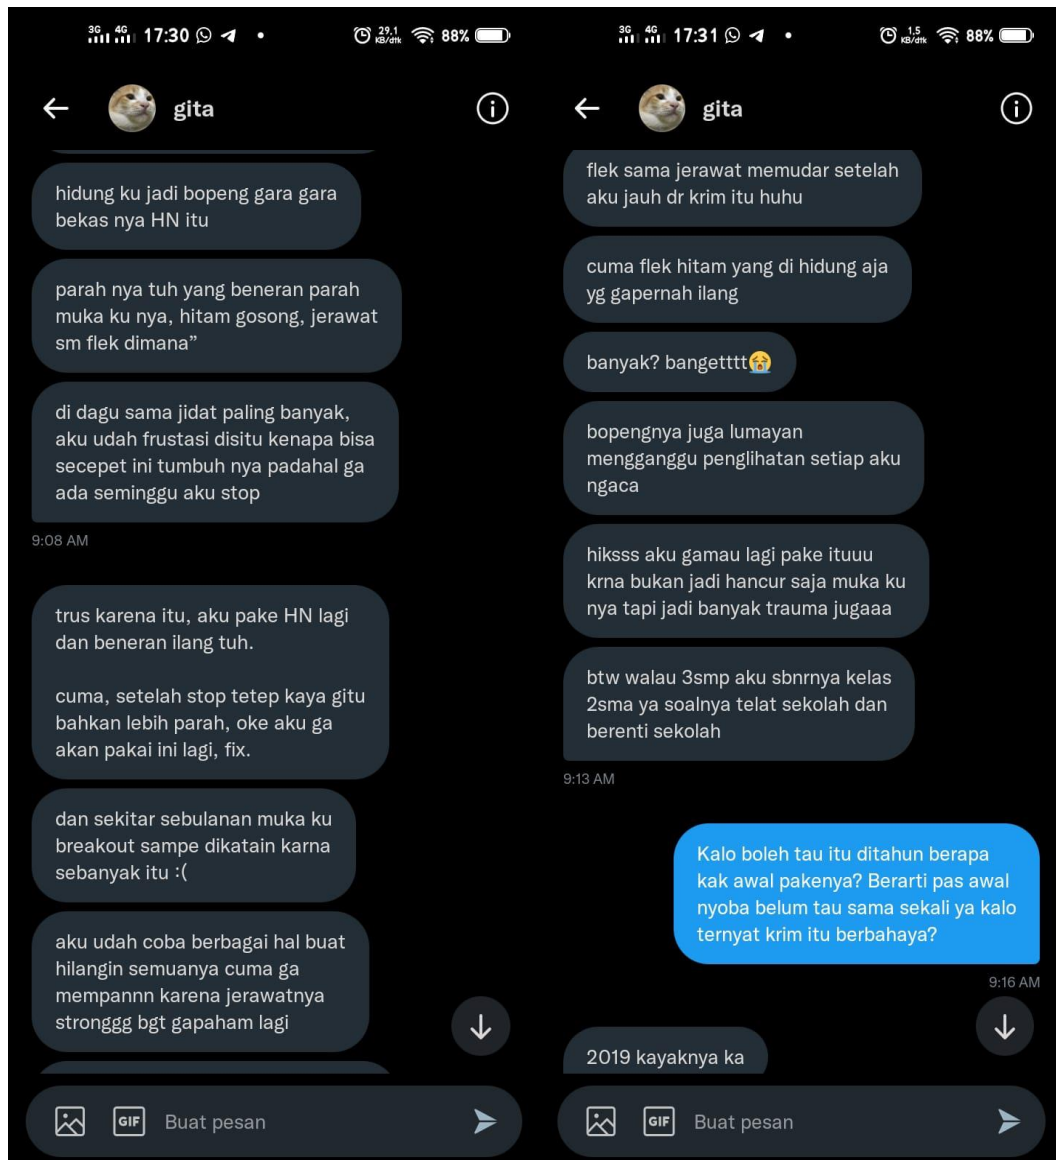 3G 4G 17:30 29,1 KB/dtk 88%
gita
hidung ku jadi bopeng gara gara
bekas nya HN itu
parah nya tuh yang beneran parah
muka ku nya, hitam gosong, jerawat
sm flek dimana”
di dagu sama jidat paling banyak,
aku udah frustasi disitu kenapa bisa
secepet ini tumbuh nya padahal ga
ada seminggu aku stop
9:08 AM
trus karena itu, aku pake HN lagi
dan beneran ilang tuh.
cuma, setelah stop tetep kaya gitu
bahkan lebih parah, oke aku ga
akan pakai ini lagi, fix.
dan sekitar sebulanan muka ku
breakout sampe dikatain karna
sebanyak itu :(
aku udah coba berbagai hal buat
hilangin semuanya cuma ga
mempannn karena jerawatnya
stronggg bgt gapaham lagi
GIF Buat pesan
3G 4G 17:31 1,5 KB/dtk 88%
gita
flek sama jerawat memudar setelah
aku jauh dr krim itu huhu
cuma flek hitam yang di hidung aja
yg gapernah ilang
banyak? bangetttt😭
bopengnya juga lumayan
mengganggu penglihatan setiap aku
ngaca
hiksss aku gamau lagi pake ituuu
krna bukan jadi hancur saja muka ku
nya tapi jadi banyak trauma jugaaa
btw walau 3smp aku sbnrnya kelas
2sma ya soalnya telat sekolah dan
berenti sekolah
9:13 AM
Kalo boleh tau itu ditahun berapa
kak awal pakenya? Berarti pas awal
nyoba belum tau sama sekali ya kalo
ternyat krim itu berbahaya?
9:16 AM
2019 kayaknya ka
GIF Buat pesan